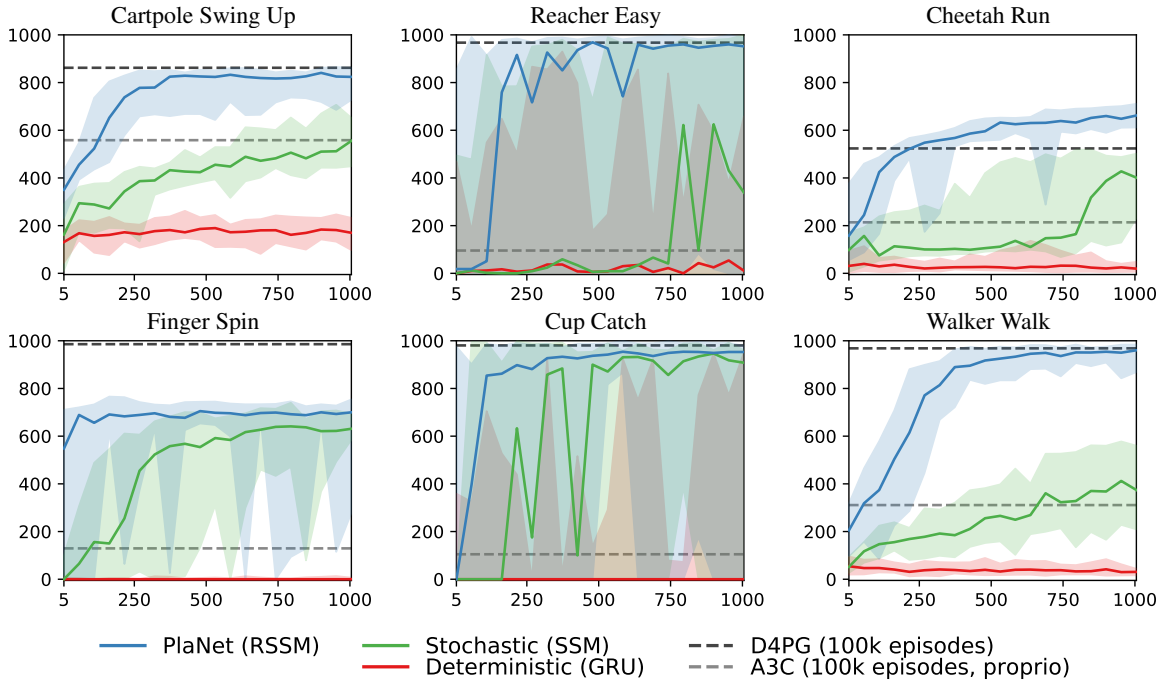 Cartpole Swing Up
Reacher Easy
Cheetah Run
1000
800
600
400
200
0
5 250 500 750 1000
1000
800
600
400
200
0
5 250 500 750 1000
1000
800
600
400
200
0
5 250 500 750 1000
Finger Spin
Cup Catch
Walker Walk
1000
800
600
400
200
0
5 250 500 750 1000
1000
800
600
400
200
0
5 250 500 750 1000
1000
800
600
400
200
0
5 250 500 750 1000
PlaNet (RSSM)
Stochastic (SSM)
Deterministic (GRU)
D4PG (100k episodes)
A3C (100k episodes, proprio)